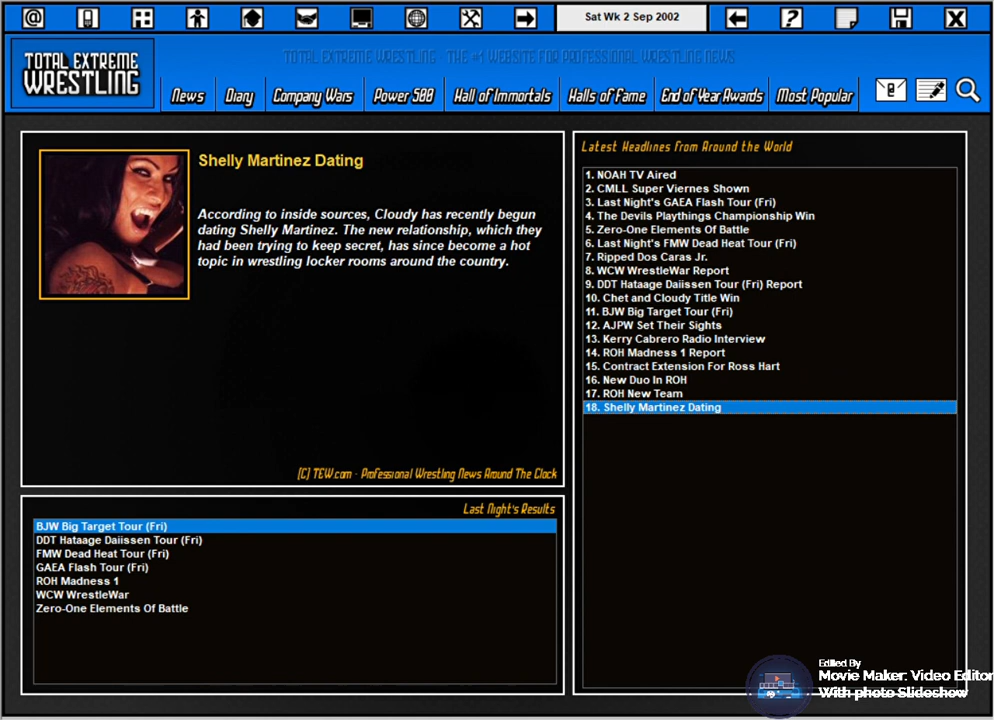 Sat Wk 2 Sep 2002
TOTAL EXTREME
WRESTLING
TOTAL EXTREME WRESTLING THE #1 WEBSITE FOR PROFESSIONAL WRESTLING NEWS
News Diary Company Wars Power 500 Hall of Immortals Halls of Fame End of Year Awards Most Popular
Shelly Martinez Dating
According to inside sources, Cloudy has recently begun
dating Shelly Martinez. The new relationship, which they
had been trying to keep secret, has since become a hot
topic in wrestling locker rooms around the country.
(C) TEW.com - Professional Wrestling News Around The Clock
Last Night's Results
BJW Big Target Tour (Fri)
DDT Hataage Daiissen Tour (Fri)
FMW Dead Heat Tour (Fri)
GAEA Flash Tour (Fri)
ROH Madness 1
WCW WrestleWar
Zero-One Elements Of Battle
Latest Headlines From Around the World
1. NOAH TV Aired
2. CMLL Super Viernes Shown
3. Last Night's GAEA Flash Tour (Fri)
4. The Devils Playthings Championship Win
5. Zero-One Elements Of Battle
6. Last Night's FMW Dead Heat Tour (Fri)
7. Ripped Dos Caras Jr.
8. WCW WrestleWar Report
9. DDT Hataage Daiissen Tour (Fri) Report
10. Chet and Cloudy Title Win
11. BJW Big Target Tour (Fri)
12. AJPW Set Their Sights
13. Kerry Cabrero Radio Interview
14. ROH Madness 1 Report
15. Contract Extension For Ross Hart
16. New Duo In ROH
17. ROH New Team
18. Shelly Martinez Dating
Edited By
Movie Maker: Video Editor
With photo Slideshow